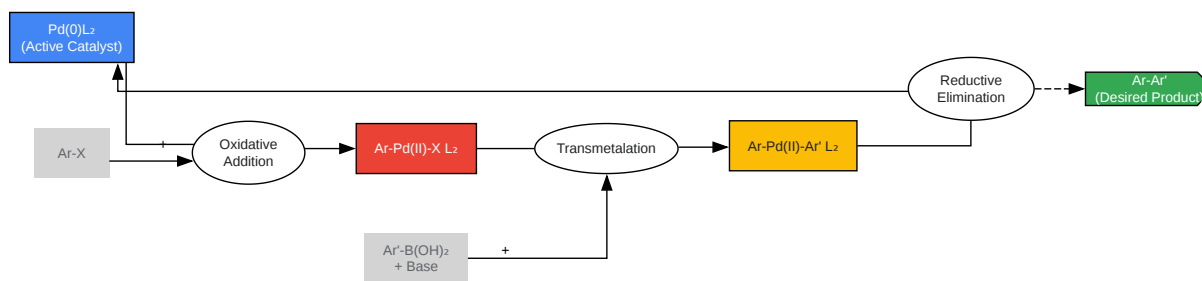 Pd(0)L₂
(Active Catalyst)
Reductive
Elimination
Ar-Ar'
(Desired Product)
Ar-X
+
Oxidative
Addition
Ar-Pd(II)-X L₂
Transmetalation
Ar-Pd(II)-Ar' L₂
Ar'-B(OH)₂
+ Base
+